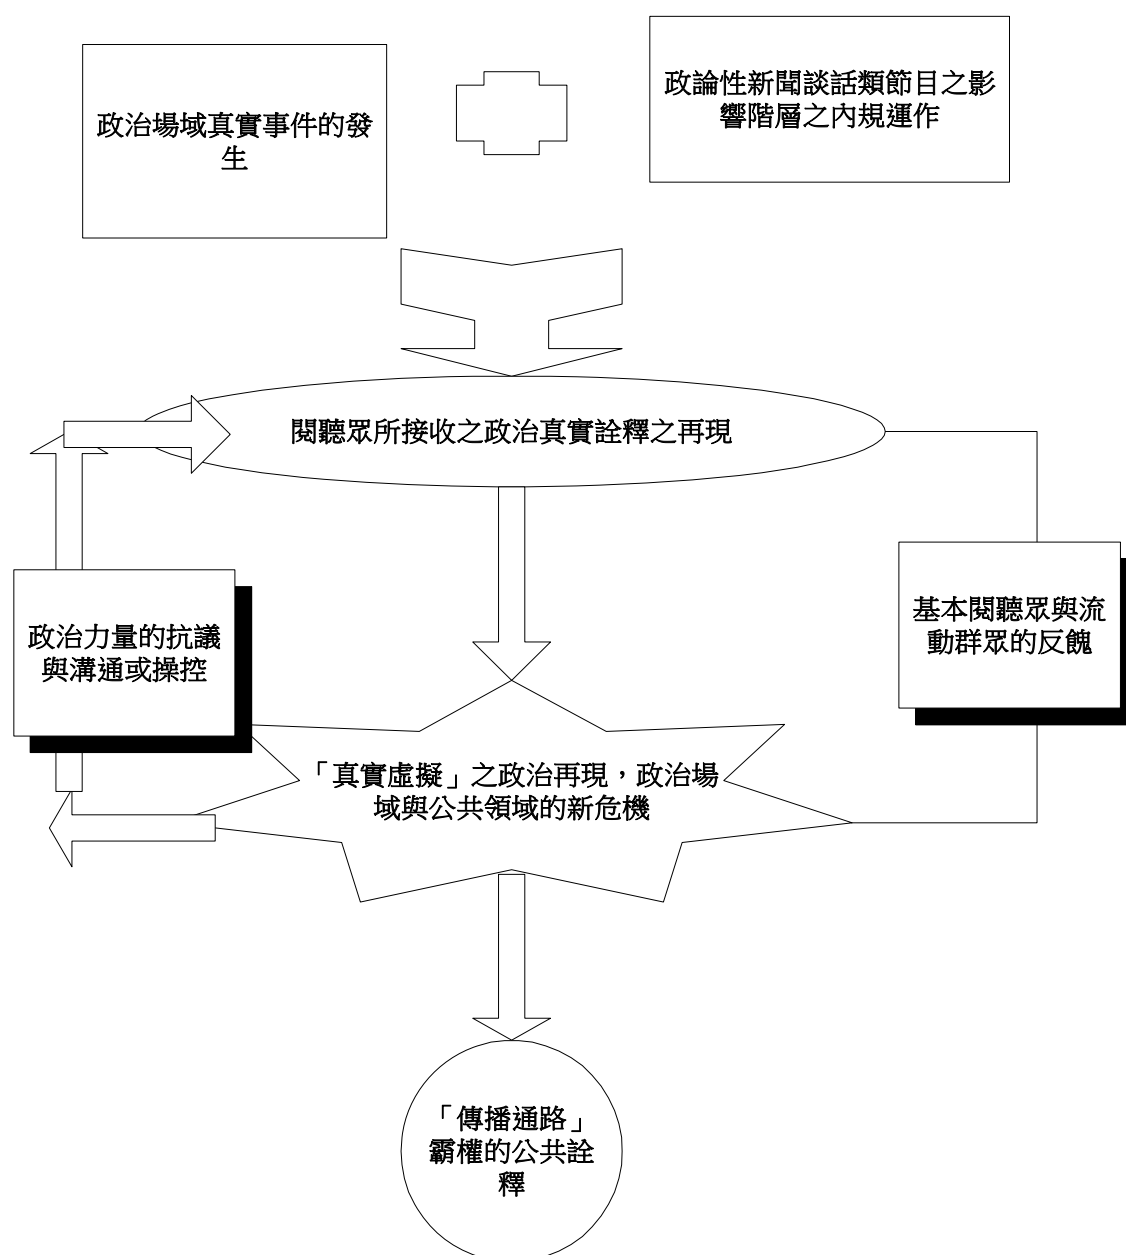 政治場域真實事件的發
生
政論性新聞談話類節目之影
響階層之內規運作
閱聽眾所接收之政治真實詮釋之再現
基本閱聽眾與流
動群眾的反餽
政治力量的抗議
與溝通或操控
「真實虛擬」之政治再現，政治場
域與公共領域的新危機
「傳播通路」
霸權的公共詮
釋